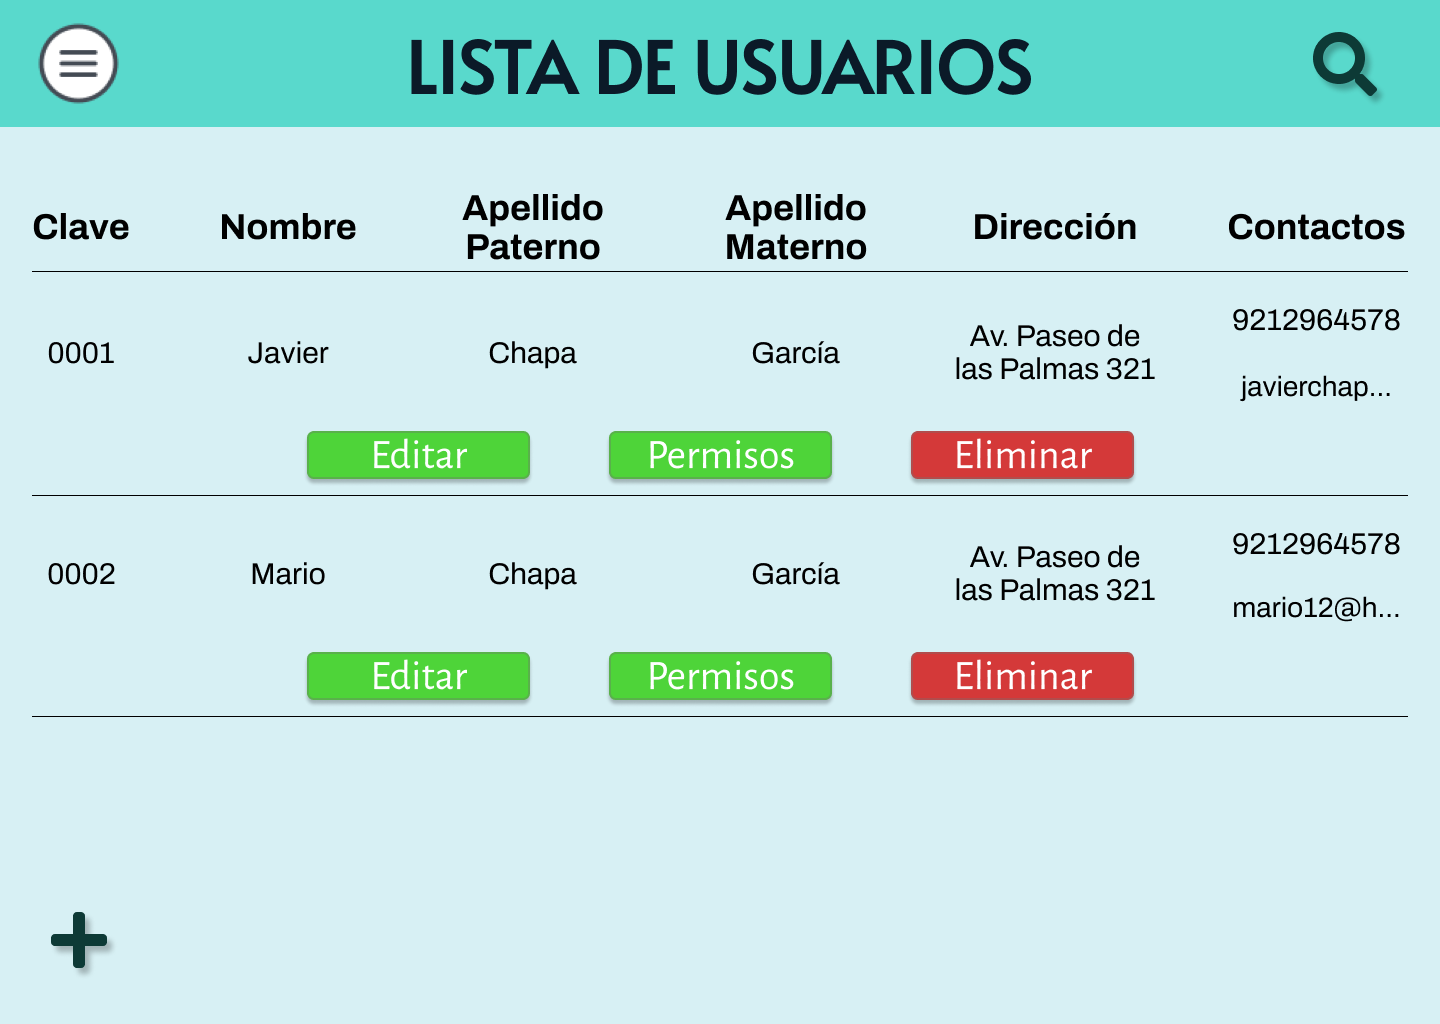 LISTA DE USUARIOS
Clave Nombre Apellido Paterno Apellido Materno Dirección Contactos
0001 Javier Chapa García Av. Paseo de las Palmas 321 9212964578
javierchap...
Editar Permisos Eliminar
0002 Mario Chapa García Av. Paseo de las Palmas 321 9212964578
mario12@h...
Editar Permisos Eliminar